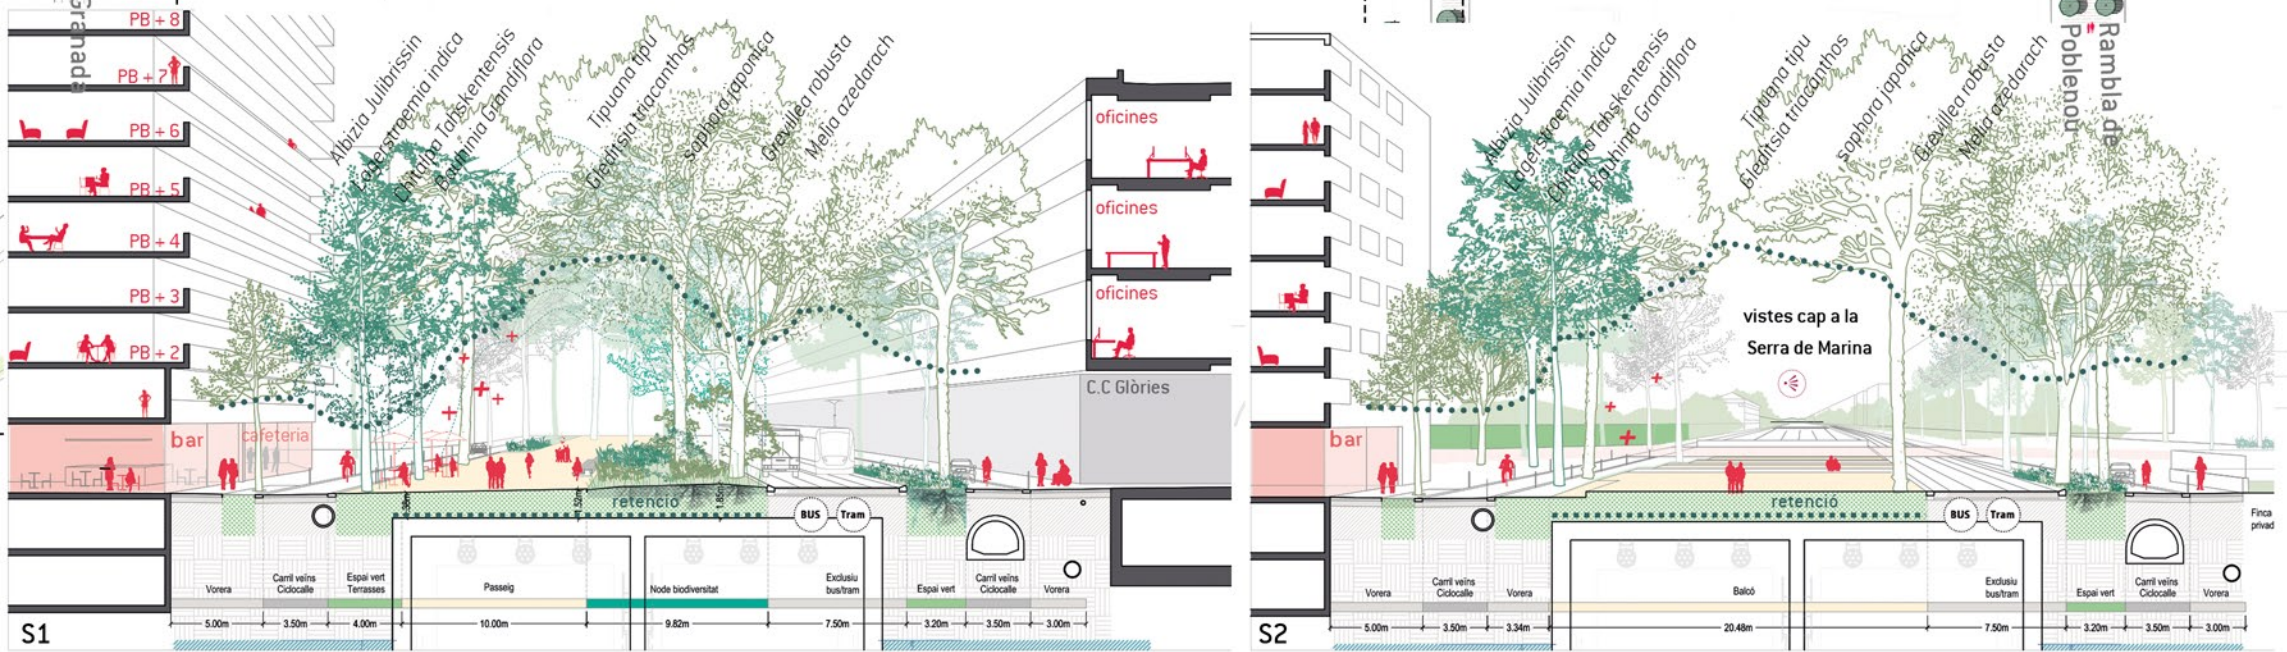 Granada
PB + 8
PB + 7
PB + 6
PB + 5
PB + 4
PB + 3
PB + 2
bar
cafeteria
Albizia Julibrissin
Lagerstroemia indica
Chitalpa Tahskentensis
Bauhinia Grandiflora
Tipuana tipu
Gleditsia triacanthos
sophora japonica
Grevillea robusta
Melia azedarach
oficines
oficines
oficines
C.C Glòries
retenció
1.85m
BUS
Tram
Vorera
Carril veïns
Ciclocalle
Espai vert
Terrasses
Passeig
Node biodiversitat
Exclusiu
bus/tram
Espai vert
Carril veïns
Ciclocalle
Vorera
5.00m
3.50m
4.00m
10.00m
9.82m
7.50m
3.20m
3.50m
3.00m
S1
Rambla de
Poblenou
Albizia Julibrissin
Lagerstroemia indica
Chitalpa Tahskentensis
Bauhinia Grandiflora
Tipuana tipu
Gleditsia triacanthos
sophora japonica
Grevillea robusta
Melia azedarach
vistes cap a la
Serra de Marina
bar
retenció
BUS
Tram
Finca
privad
Vorera
Carril veïns
Ciclocalle
Vorera
Balcó
Exclusiu
bus/tram
Espai vert
Carril veïns
Ciclocalle
Vorera
5.00m
3.50m
3.34m
20.48m
7.50m
3.20m
3.50m
3.00m
S2